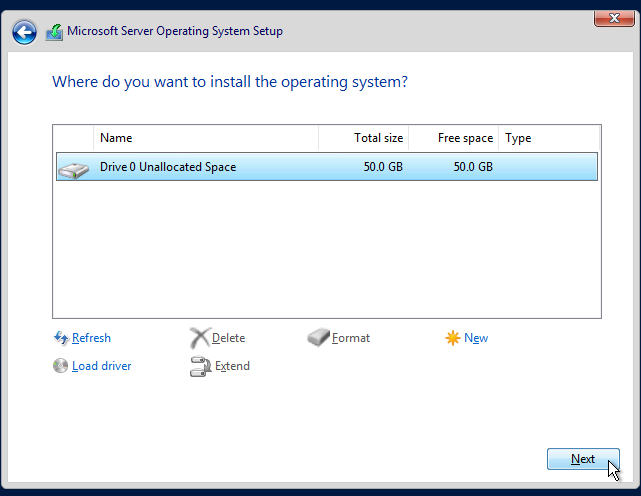 Microsoft Server Operating System Setup
Where do you want to install the operating system?
Name Total size Free space Type
Drive 0 Unallocated Space 50.0 GB 50.0 GB
Refresh Delete Format New
Load driver Extend
Next